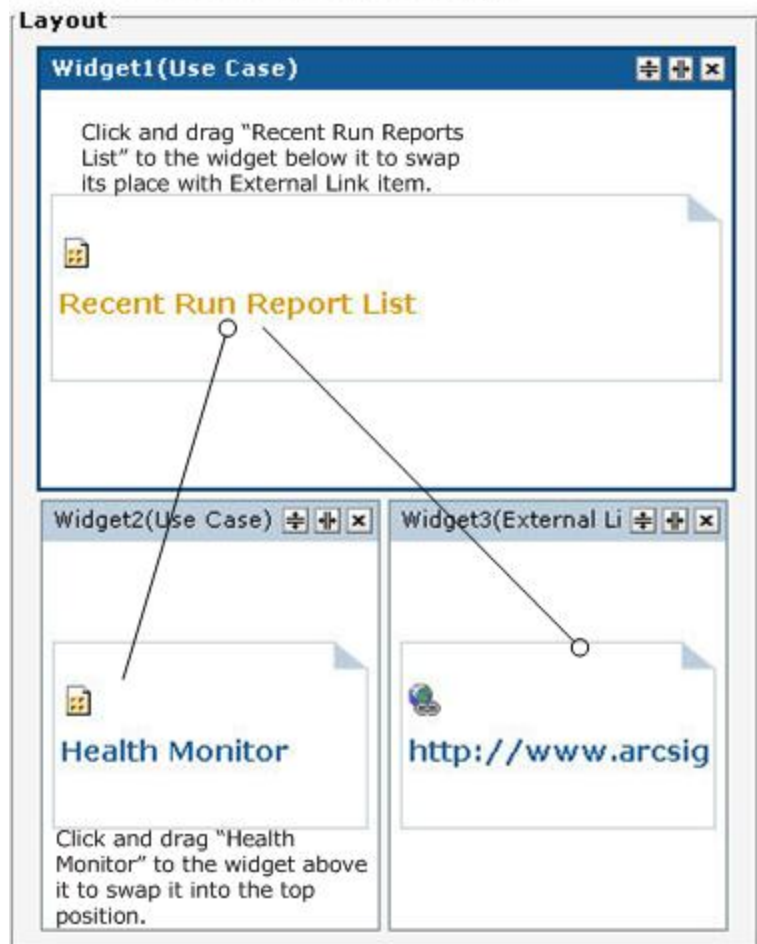 Layout
Widget1(Use Case)
Click and drag “Recent Run Reports
List” to the widget below it to swap
its place with External Link item.
Recent Run Report List
Widget2(Use Case)
Widget3(External Li
Health Monitor
http://www.arcsig
Click and drag “Health
Monitor” to the widget above
it to swap it into the top
position.